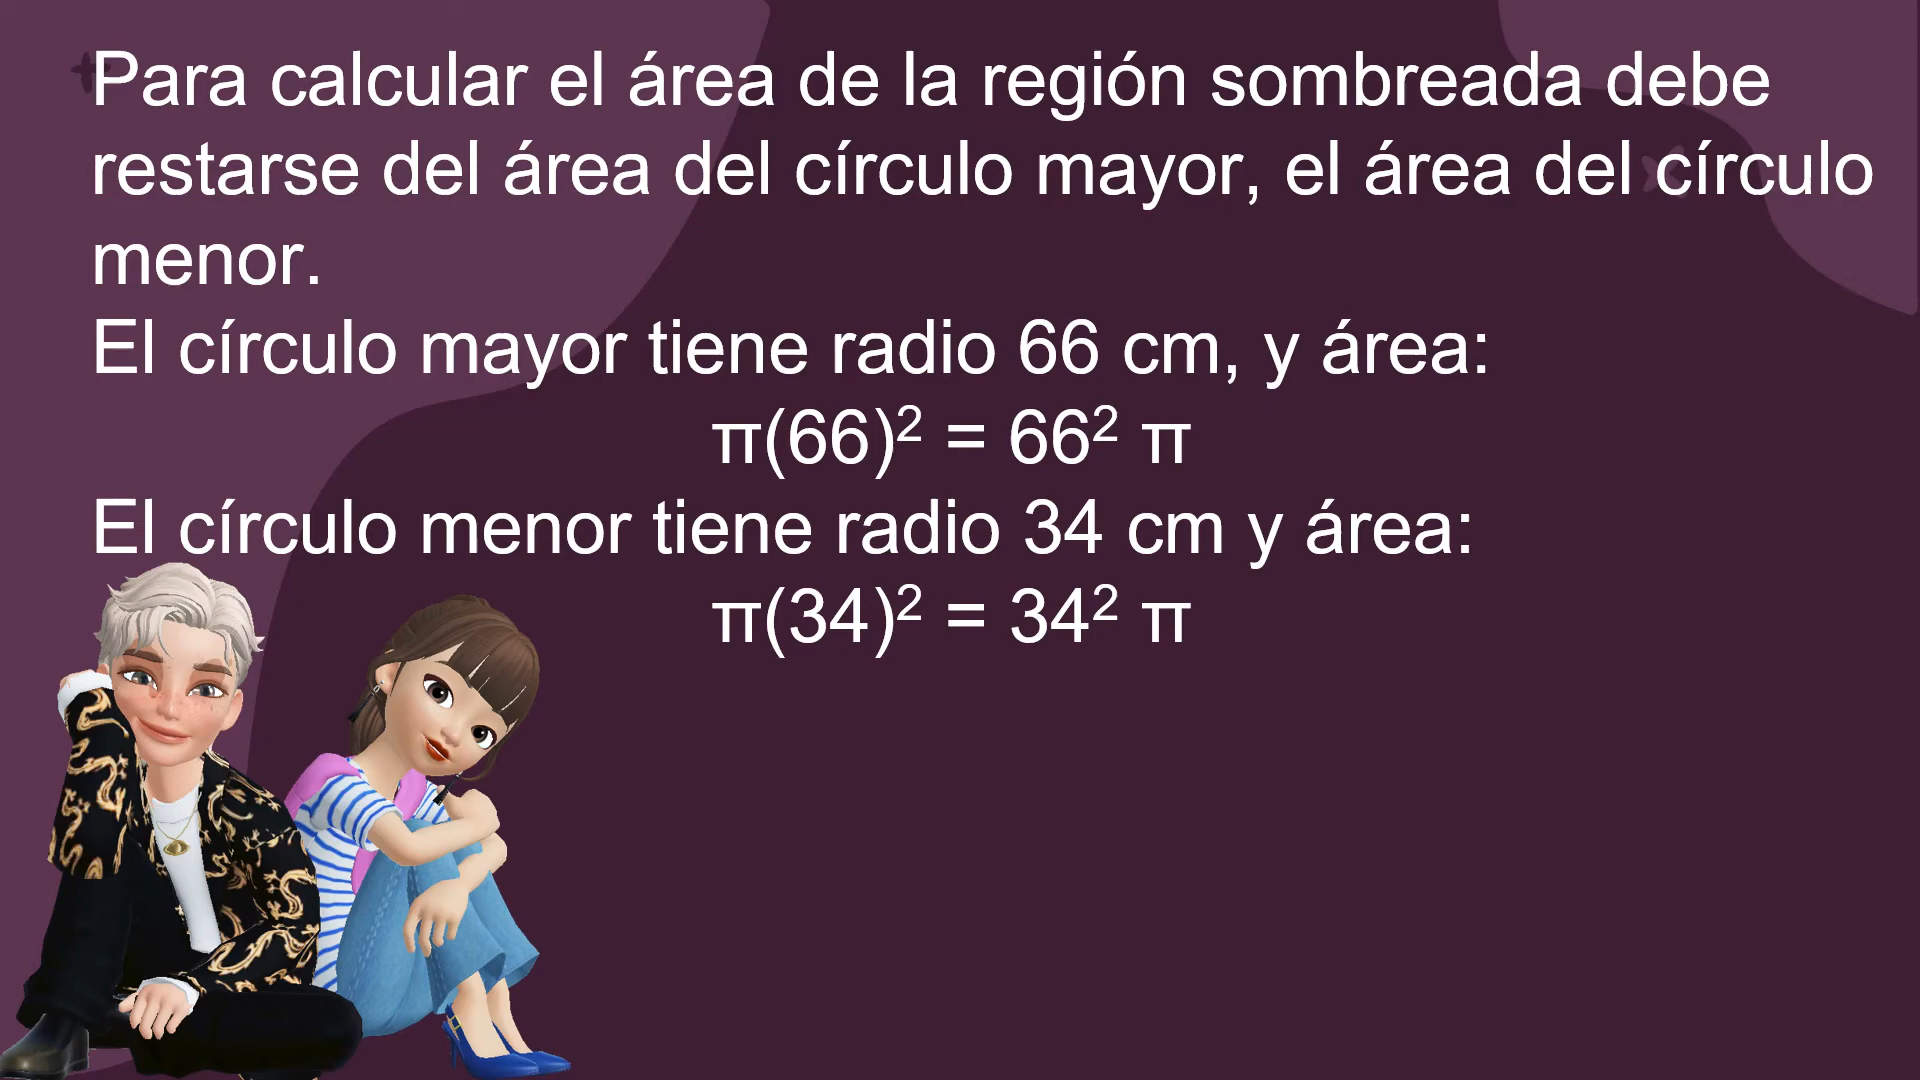 Para calcular el área de la región sombreada debe
restarse del área del círculo mayor, el área del círculo
menor.
El círculo mayor tiene radio 66 cm, y área:
π(66)² = 66² π
El círculo menor tiene radio 34 cm y área:
π(34)² = 34² π